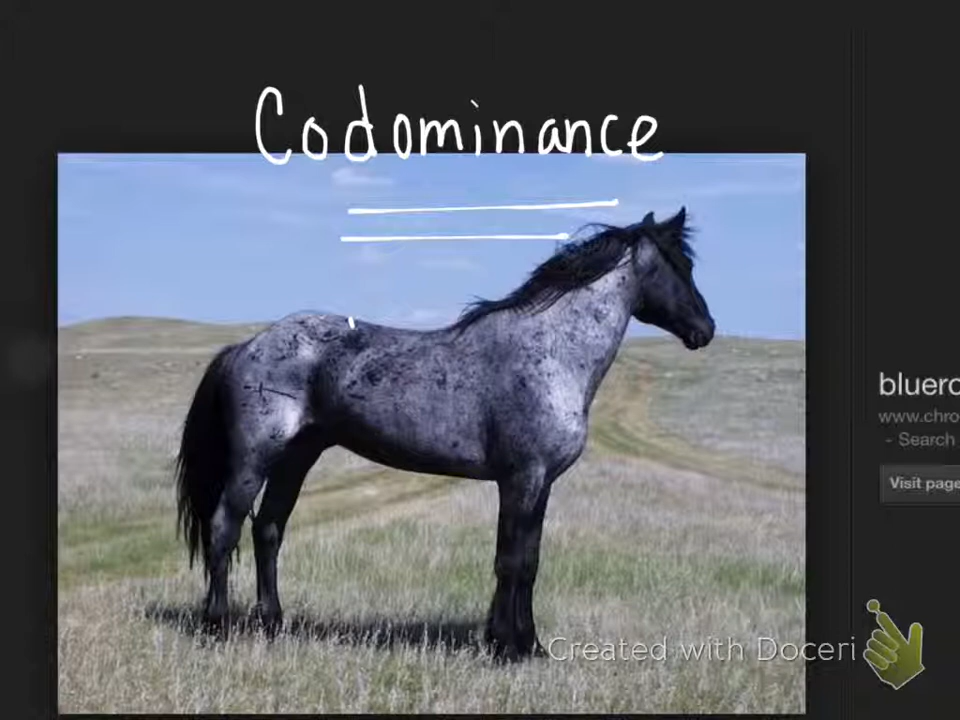 Codominance
bluero
www.chro
- Search
Visit page
Created with Doceri